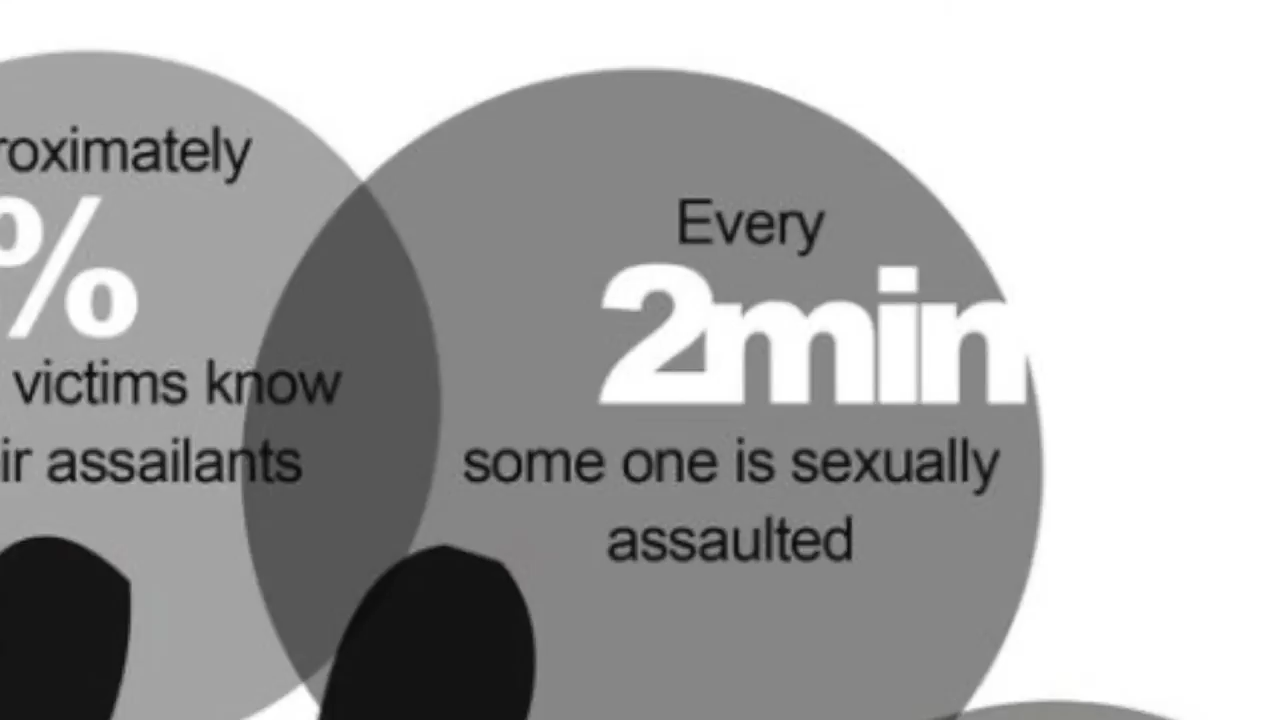 roximately
%
victims know
ir assailants
Every
2min
some one is sexually
assaulted